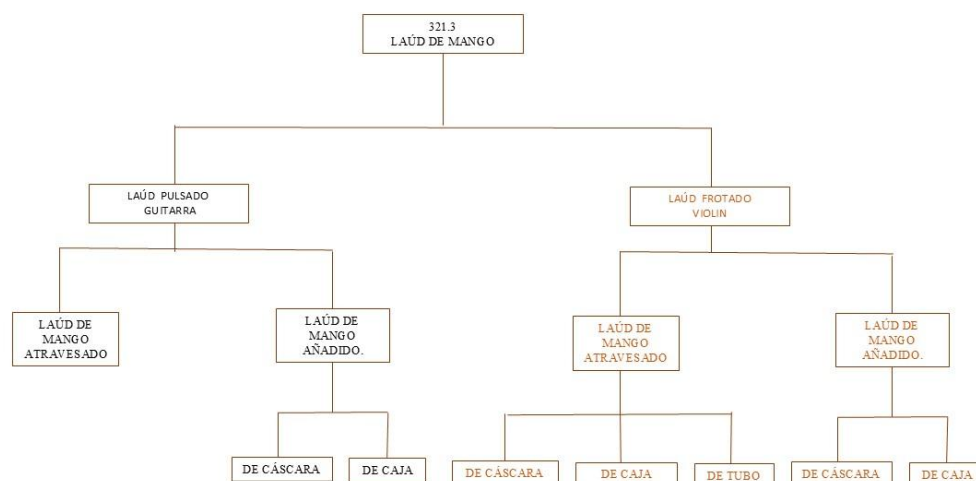 321.3
LAÚD DE MANGO
LAÚD PULSADO
GUITARRA
LAÚD FROTADO
VIOLIN
LAÚD DE
MANGO
ATRAVESADO
LAÚD DE
MANGO
AÑADIDO.
LAÚD DE
MANGO
ATRAVESADO
LAÚD DE
MANGO
AÑADIDO.
DE CÁSCARA
DE CAJA
DE CÁSCARA
DE CAJA
DE TUBO
DE CÁSCARA
DE CAJA